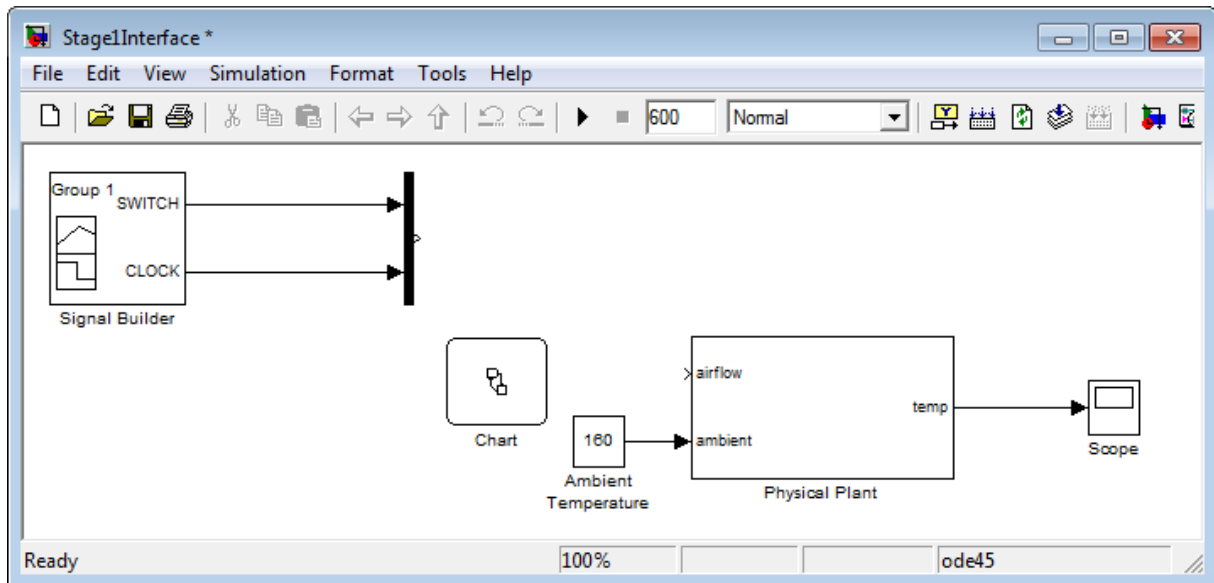 Stage1Interface *
File Edit View Simulation Format Tools Help
600 Normal
Group 1
SWITCH
CLOCK
Signal Builder
airflow
temp
Chart
160
ambient
Scope
Ambient
Temperature
Physical Plant
Ready 100% ode45